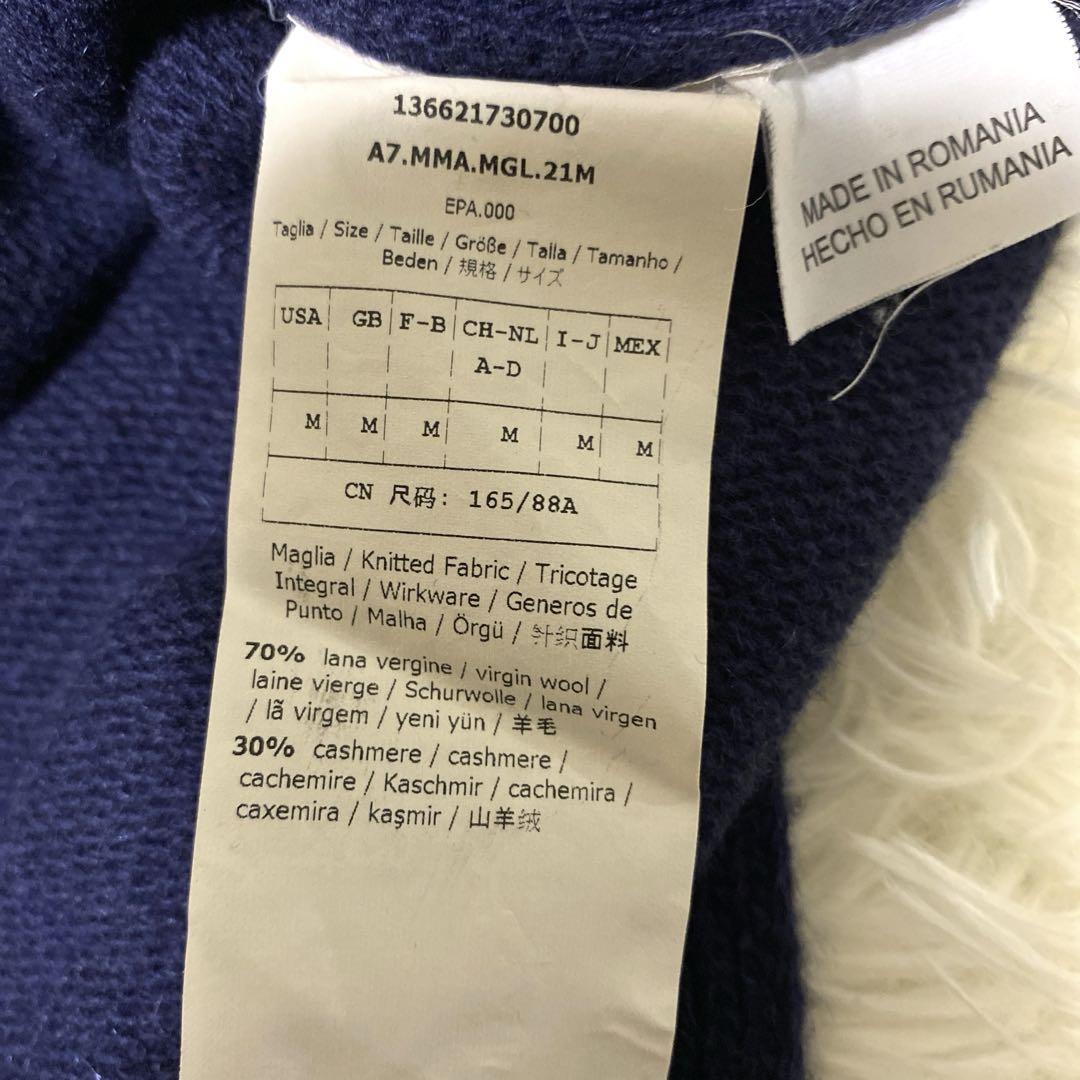 136621730700
A7.MMA.MGL.21M
EPA.000
Taglia / Size / Taille / Größe / Talla / Tamanho /
Beden / 規格 / サイズ
USA GB F-B CH-NL I-J MEX
A-D
M M M M M M
CN 尺码: 165/88A
Maglia / Knitted Fabric / Tricotage
Integral / Wirkware / Generos de
Punto / Malha / Örgü / 针织面料
70% lana vergine / virgin wool /
laine vierge / Schurwolle / lana virgen
/ lã virgem / yeni yün / 羊毛
30% cashmere / cashmere /
cachemire / Kaschmir / cachemira /
caxemira / kaşmir / 山羊绒
MADE IN ROMANIA
HECHO EN RUMANIA